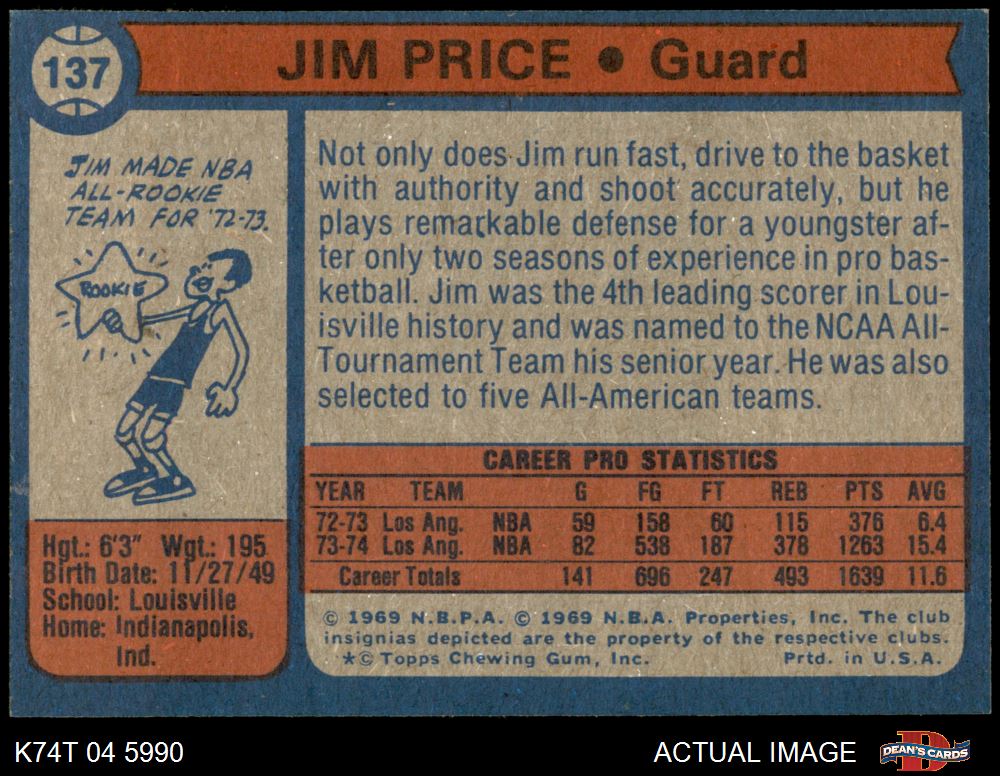 137
JIM PRICE • Guard
JIM MADE NBA
ALL-ROOKIE
TEAM FOR '72-73.
ROOKIE
Hgt.: 6'3" Wgt.: 195
Birth Date: 11/27/49
School: Louisville
Home: Indianapolis,
Ind.
Not only does Jim run fast, drive to the basket
with authority and shoot accurately, but he
plays remarkable defense for a youngster af-
ter only two seasons of experience in pro bas-
ketball. Jim was the 4th leading scorer in Lou-
isville history and was named to the NCAA All-
Tournament Team his senior year. He was also
selected to five All-American teams.
CAREER PRO STATISTICS
YEAR TEAM G FG FT REB PTS AVG
72-73 Los Ang. NBA 59 158 60 115 376 6.4
73-74 Los Ang. NBA 82 538 187 378 1263 15.4
Career Totals 141 696 247 493 1639 11.6
© 1969 N.B.P.A. © 1969 N.B.A. Properties, Inc. The club
insignias depicted are the property of the respective clubs.
*© Topps Chewing Gum, Inc. Prtd. in U.S.A.
K74T 04 5990
ACTUAL IMAGE
D
DEAN'S CARDS